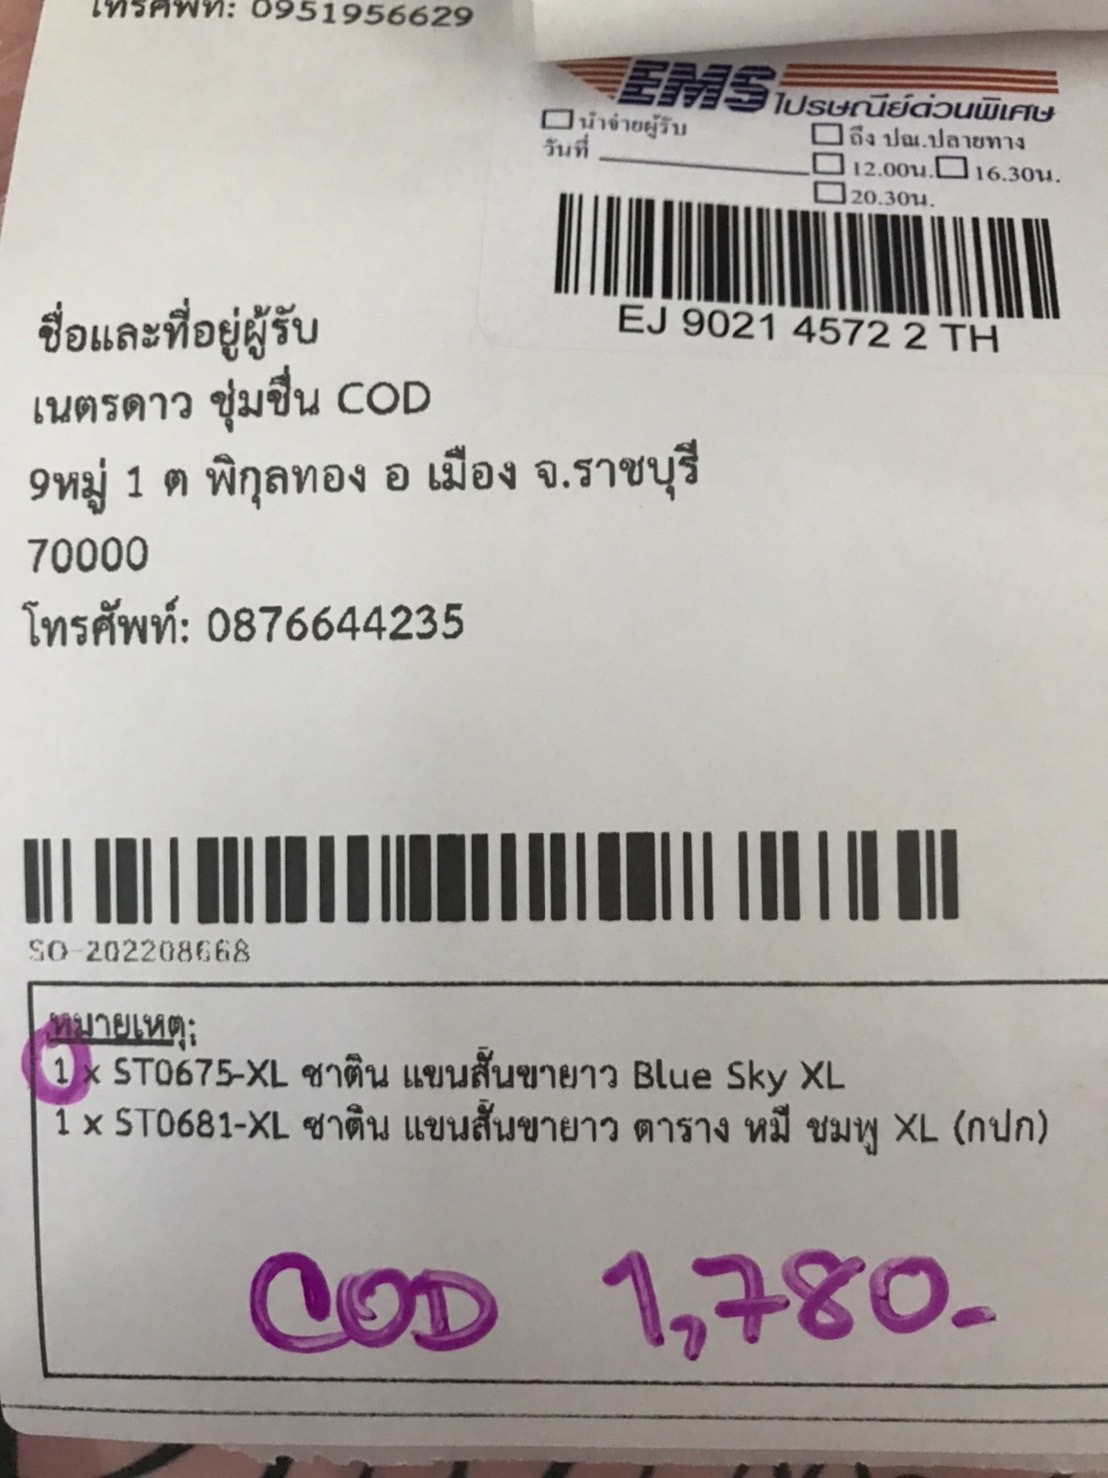 โทรศัพท์: 0951956629
EMS ไปรษณีย์ด่วนพิเศษ
นำจ่ายผู้รับ
ถึง ปณ.ปลายทาง
วันที่
12.00น. 16.30น.
20.30น.
EJ 9021 4572 2 TH
ชื่อและที่อยู่ผู้รับ
เนตรดาว ชุ่มชื่น COD
9หมู่ 1 ต พิกุลทอง อ เมือง จ.ราชบุรี
70000
โทรศัพท์: 0876644235
SO-202208668
หมายเหตุ:
1 x ST0675-XL ซาติน แขนสั้นขายาว Blue Sky XL
1 x ST0681-XL ซาติน แขนสั้นขายาว ตาราง หมี ชมพู XL (กปก)
COD 1,780.-